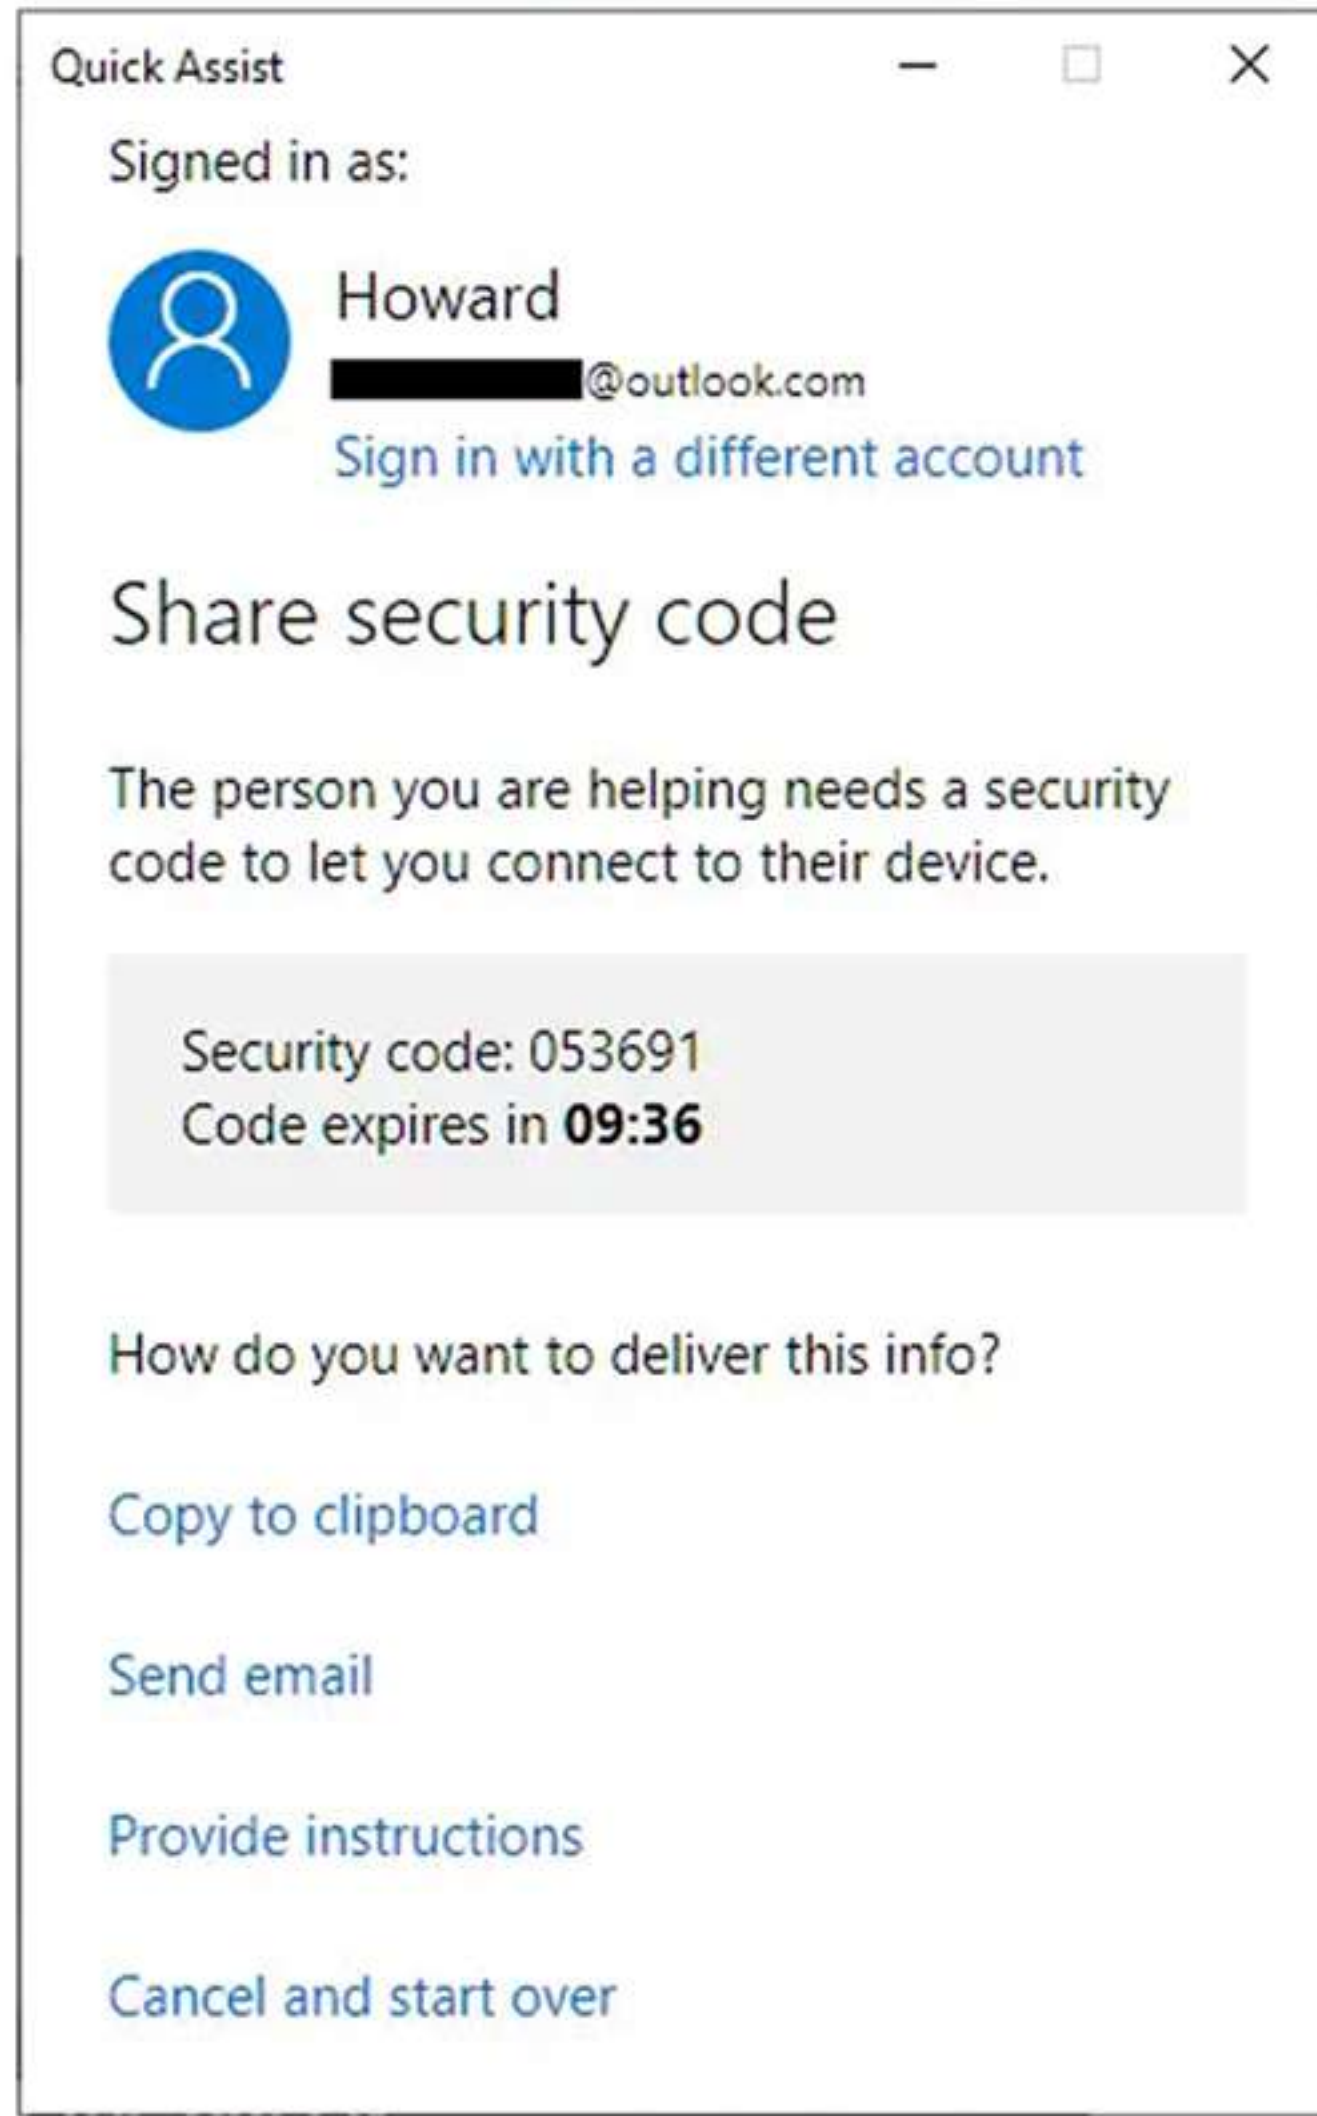 Quick Assist
Signed in as:
Howard
@outlook.com
Sign in with a different account
Share security code
The person you are helping needs a security
code to let you connect to their device.
Security code: 053691
Code expires in 09:36
How do you want to deliver this info?
Copy to clipboard
Send email
Provide instructions
Cancel and start over